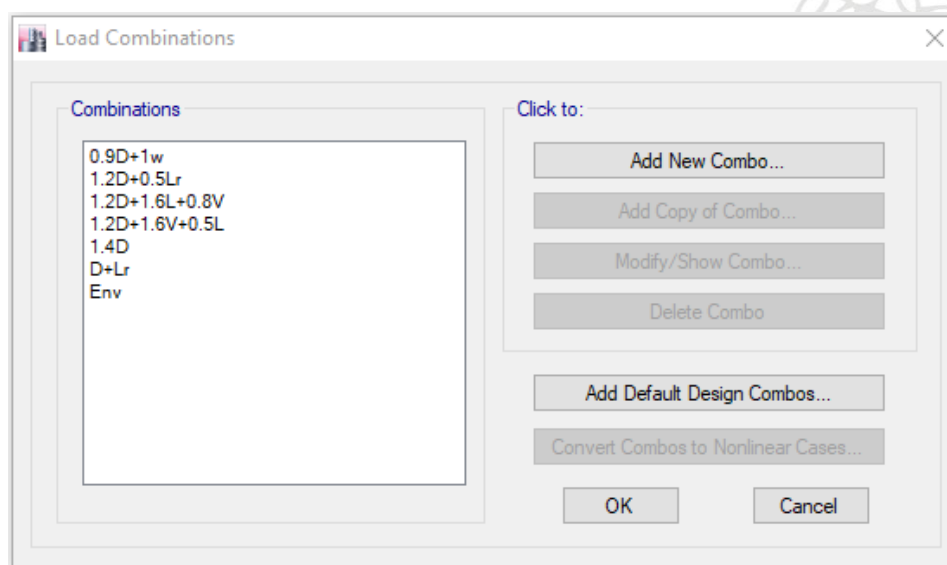 Load Combinations
Combinations
0.9D+1w
1.2D+0.5Lr
1.2D+1.6L+0.8V
1.2D+1.6V+0.5L
1.4D
D+Lr
Env
Click to:
Add New Combo...
Add Copy of Combo...
Modify/Show Combo...
Delete Combo
Add Default Design Combos...
Convert Combos to Nonlinear Cases...
OK
Cancel